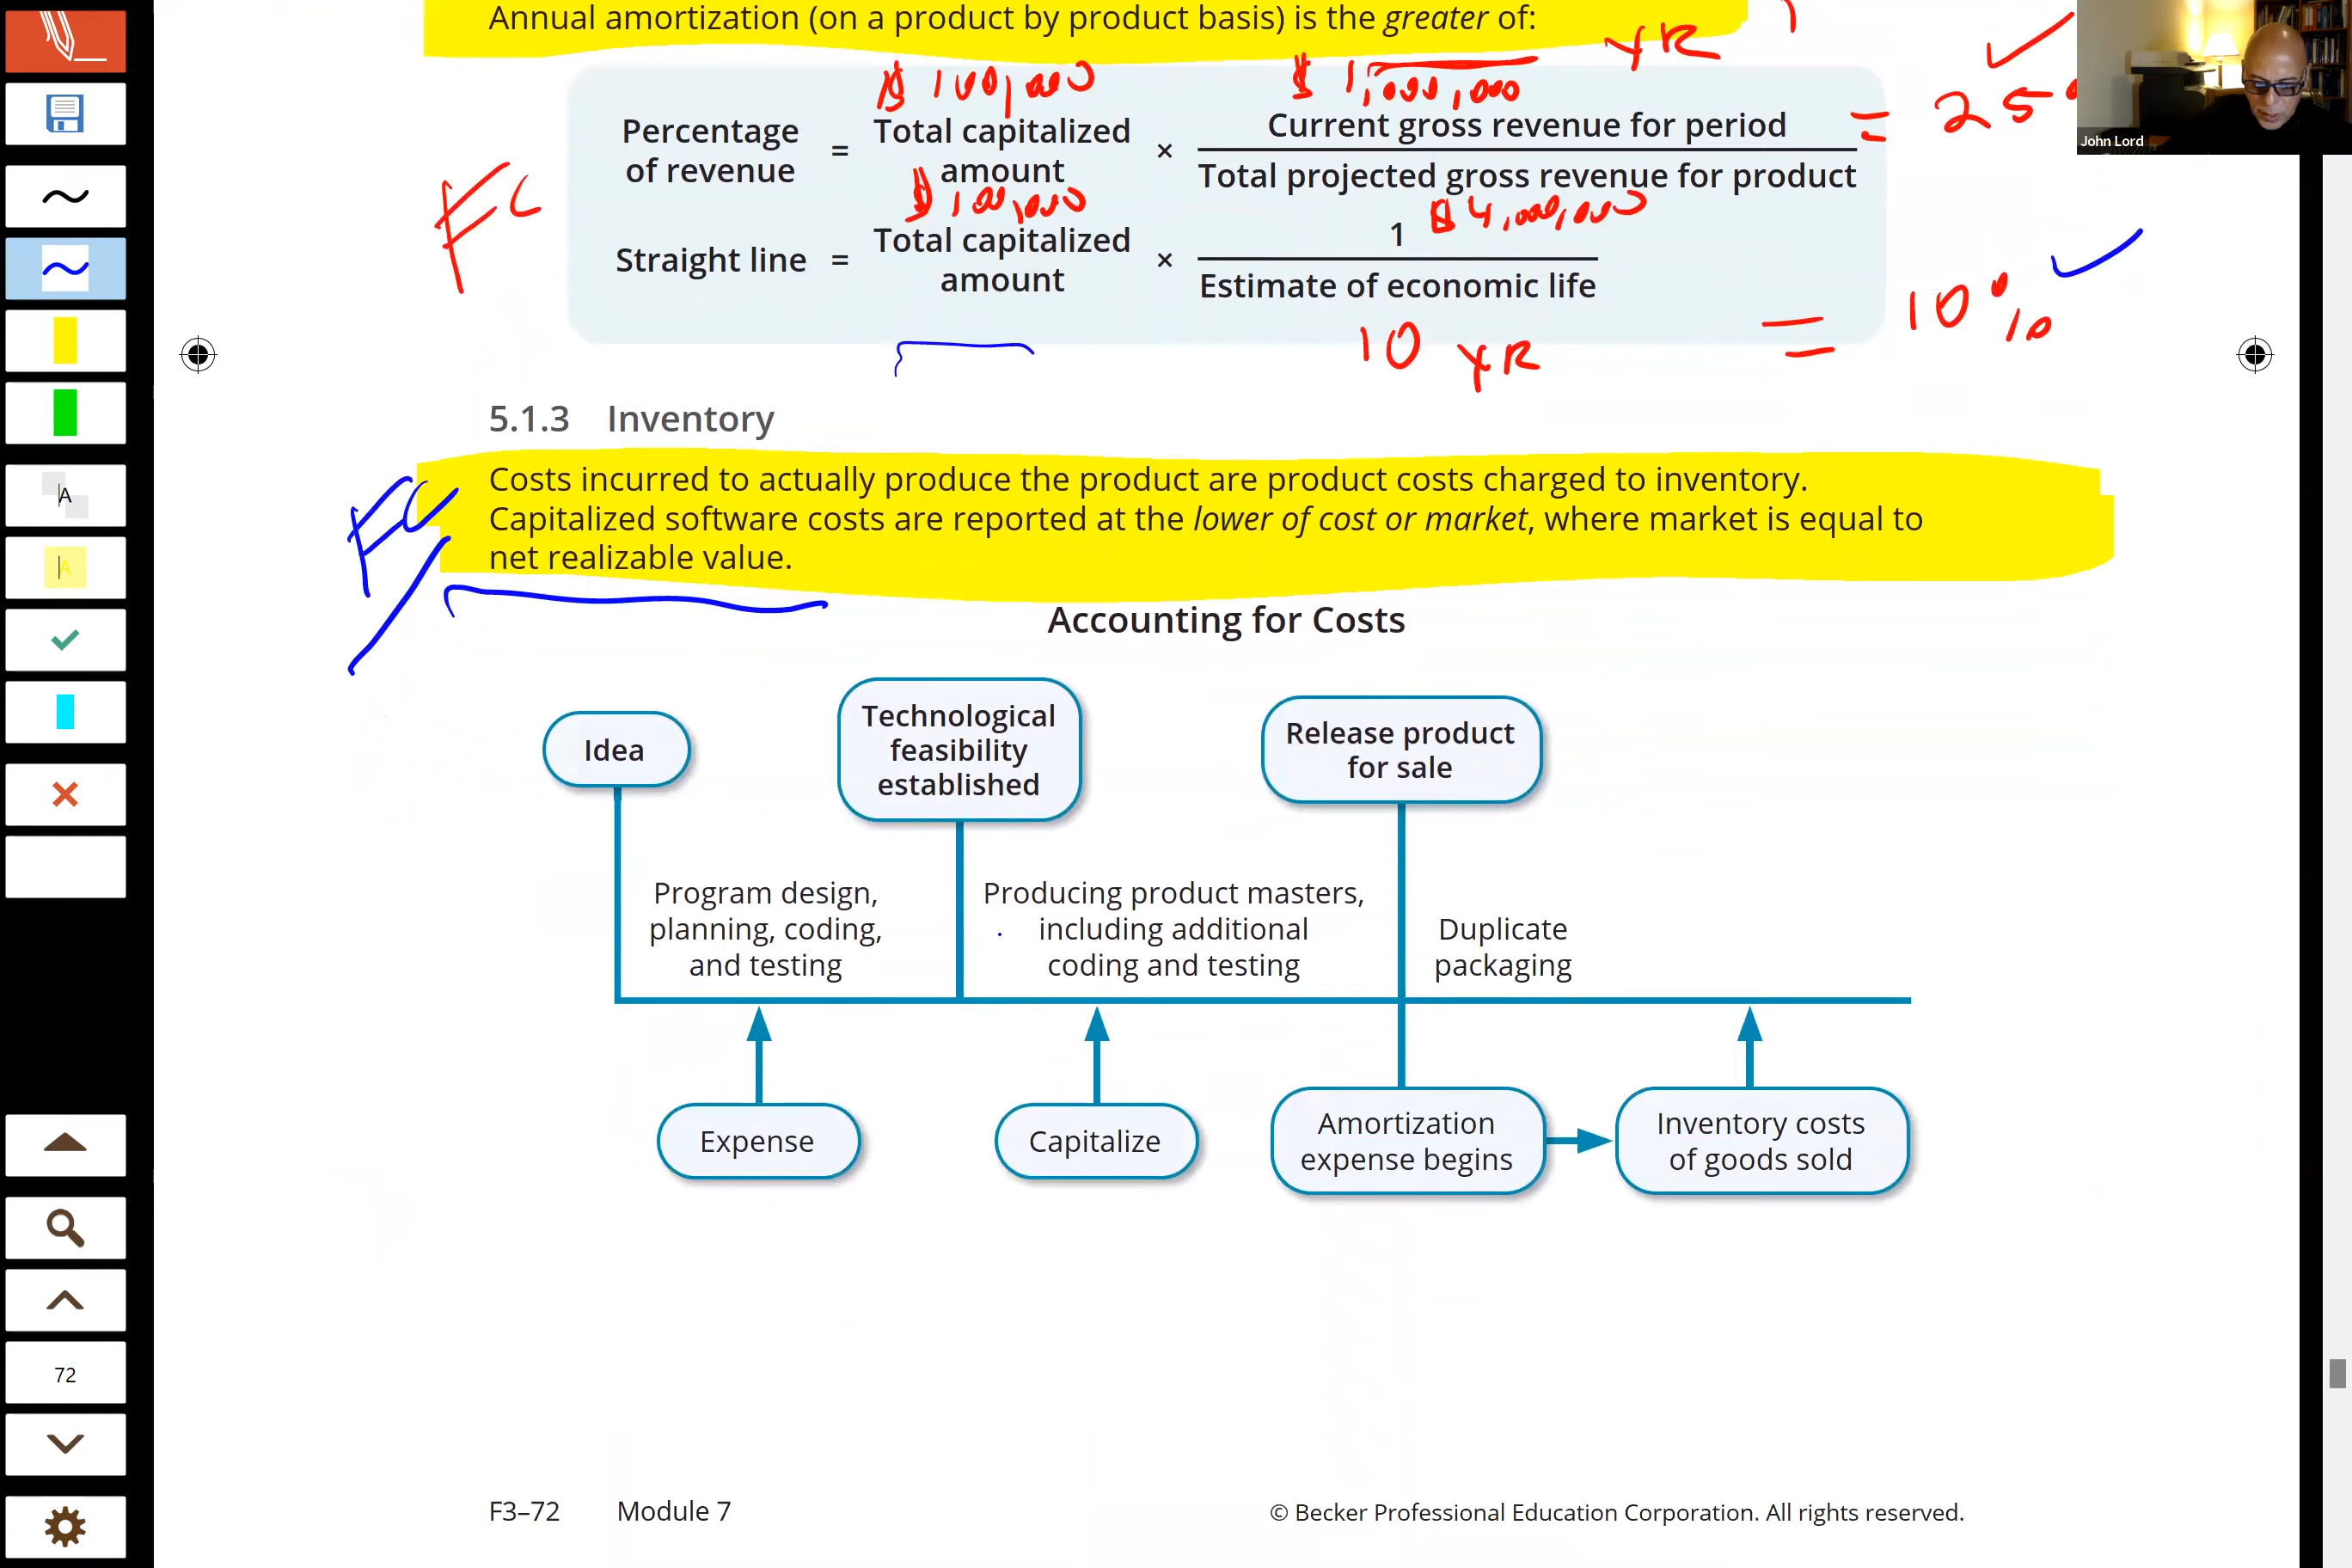 Annual amortization (on a product by product basis) is the greater of:
YR
$ 100,000
$ 1,000,000
Percentage of revenue = Total capitalized amount × Current gross revenue for period / Total projected gross revenue for product
= 25
John Lord
FC
$ 100,000
$ 4,000,000
Straight line = Total capitalized amount × 1 / Estimate of economic life
10 YR
= 10%
5.1.3 Inventory
FC
Costs incurred to actually produce the product are product costs charged to inventory.
Capitalized software costs are reported at the lower of cost or market, where market is equal to
net realizable value.
Accounting for Costs
Idea
Technological
feasibility
established
Release product
for sale
Program design,
planning, coding,
and testing
Producing product masters,
including additional
coding and testing
Duplicate
packaging
Expense
Capitalize
Amortization
expense begins
Inventory costs
of goods sold
A
A
72
F3–72 Module 7
© Becker Professional Education Corporation. All rights reserved.